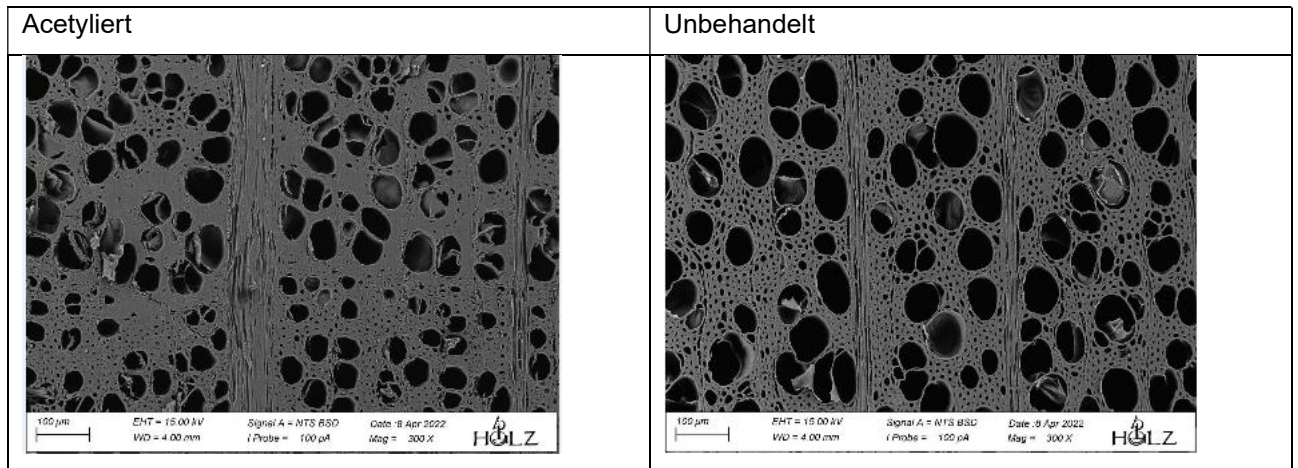 Acetyliert
Unbehandelt
100 µm
EHT = 15.00 kV
WD = 4.00 mm
Signal A = NTS BSD
I Probe = 100 pA
Date :8 Apr 2022
Mag = 300 X
HOLZ
100 µm
EHT = 15.00 kV
WD = 4.00 mm
Signal A = NTS BSD
I Probe = 100 pA
Date :8 Apr 2022
Mag = 300 X
HOLZ